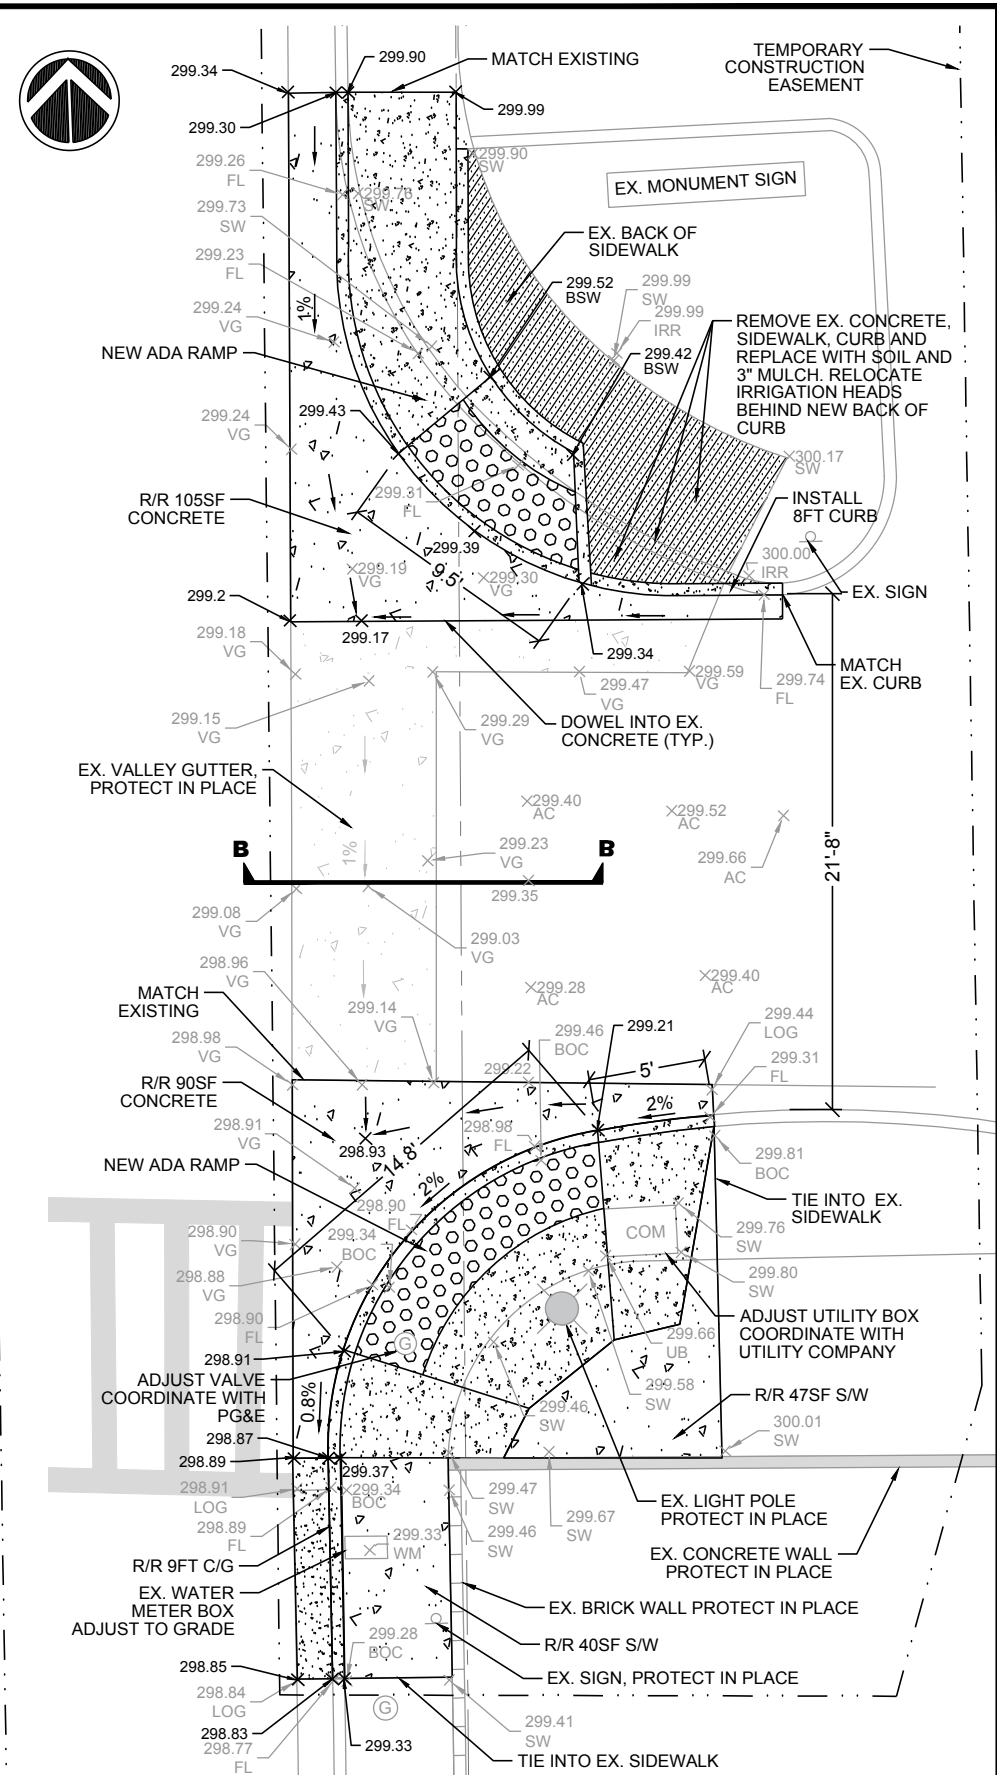 299.90
MATCH EXISTING
TEMPORARY
CONSTRUCTION
EASEMENT
299.34
299.30
299.99
299.26
FL
299.76
SW
299.90
SW
EX. MONUMENT SIGN
299.73
SW
EX. BACK OF
SIDEWALK
299.23
FL
299.52
BSW
299.99
SW
299.99
IRR
299.24
VG
1%
REMOVE EX. CONCRETE,
SIDEWALK, CURB AND
REPLACE WITH SOIL AND
3" MULCH. RELOCATE
IRRIGATION HEADS
BEHIND NEW BACK OF
CURB
NEW ADA RAMP
299.42
BSW
299.24
VG
299.43
300.17
SW
R/R 105SF
CONCRETE
299.31
FL
INSTALL
8FT CURB
299.39
300.00
IRR
299.19
VG
9.5'
299.30
VG
EX. SIGN
299.2
299.17
299.34
299.18
VG
MATCH
EX. CURB
299.59
VG
299.74
FL
299.47
VG
299.15
VG
299.29
VG
DOWEL INTO EX.
CONCRETE (TYP.)
EX. VALLEY GUTTER,
PROTECT IN PLACE
299.40
AC
299.52
AC
21'-8"
1%
299.23
VG
299.66
AC
B
B
299.35
299.08
VG
299.03
VG
298.96
VG
MATCH
EXISTING
299.28
AC
299.40
AC
299.14
VG
299.46
BOC
299.21
299.44
LOG
298.98
VG
299.22
5'
299.31
FL
R/R 90SF
CONCRETE
2%
298.91
VG
298.93
298.98
FL
14.8'
299.81
BOC
NEW ADA RAMP
2%
TIE INTO EX.
SIDEWALK
298.90
FL
298.90
VG
299.34
BOC
COM
299.76
SW
298.88
VG
299.80
SW
298.90
FL
ADJUST UTILITY BOX
COORDINATE WITH
UTILITY COMPANY
G
298.91
299.66
UB
ADJUST VALVE
COORDINATE WITH
PG&E
0.8%
299.58
SW
R/R 47SF S/W
299.46
SW
300.01
SW
298.87
298.89
299.37
298.91
LOG
299.34
BOC
299.47
SW
299.67
SW
EX. LIGHT POLE
PROTECT IN PLACE
298.89
FL
299.46
SW
299.33
WM
R/R 9FT C/G
EX. CONCRETE WALL
PROTECT IN PLACE
EX. WATER
METER BOX
ADJUST TO GRADE
EX. BRICK WALL PROTECT IN PLACE
299.28
BOC
R/R 40SF S/W
298.85
EX. SIGN, PROTECT IN PLACE
298.84
LOG
G
299.41
SW
298.83
298.77
FL
299.33
TIE INTO EX. SIDEWALK